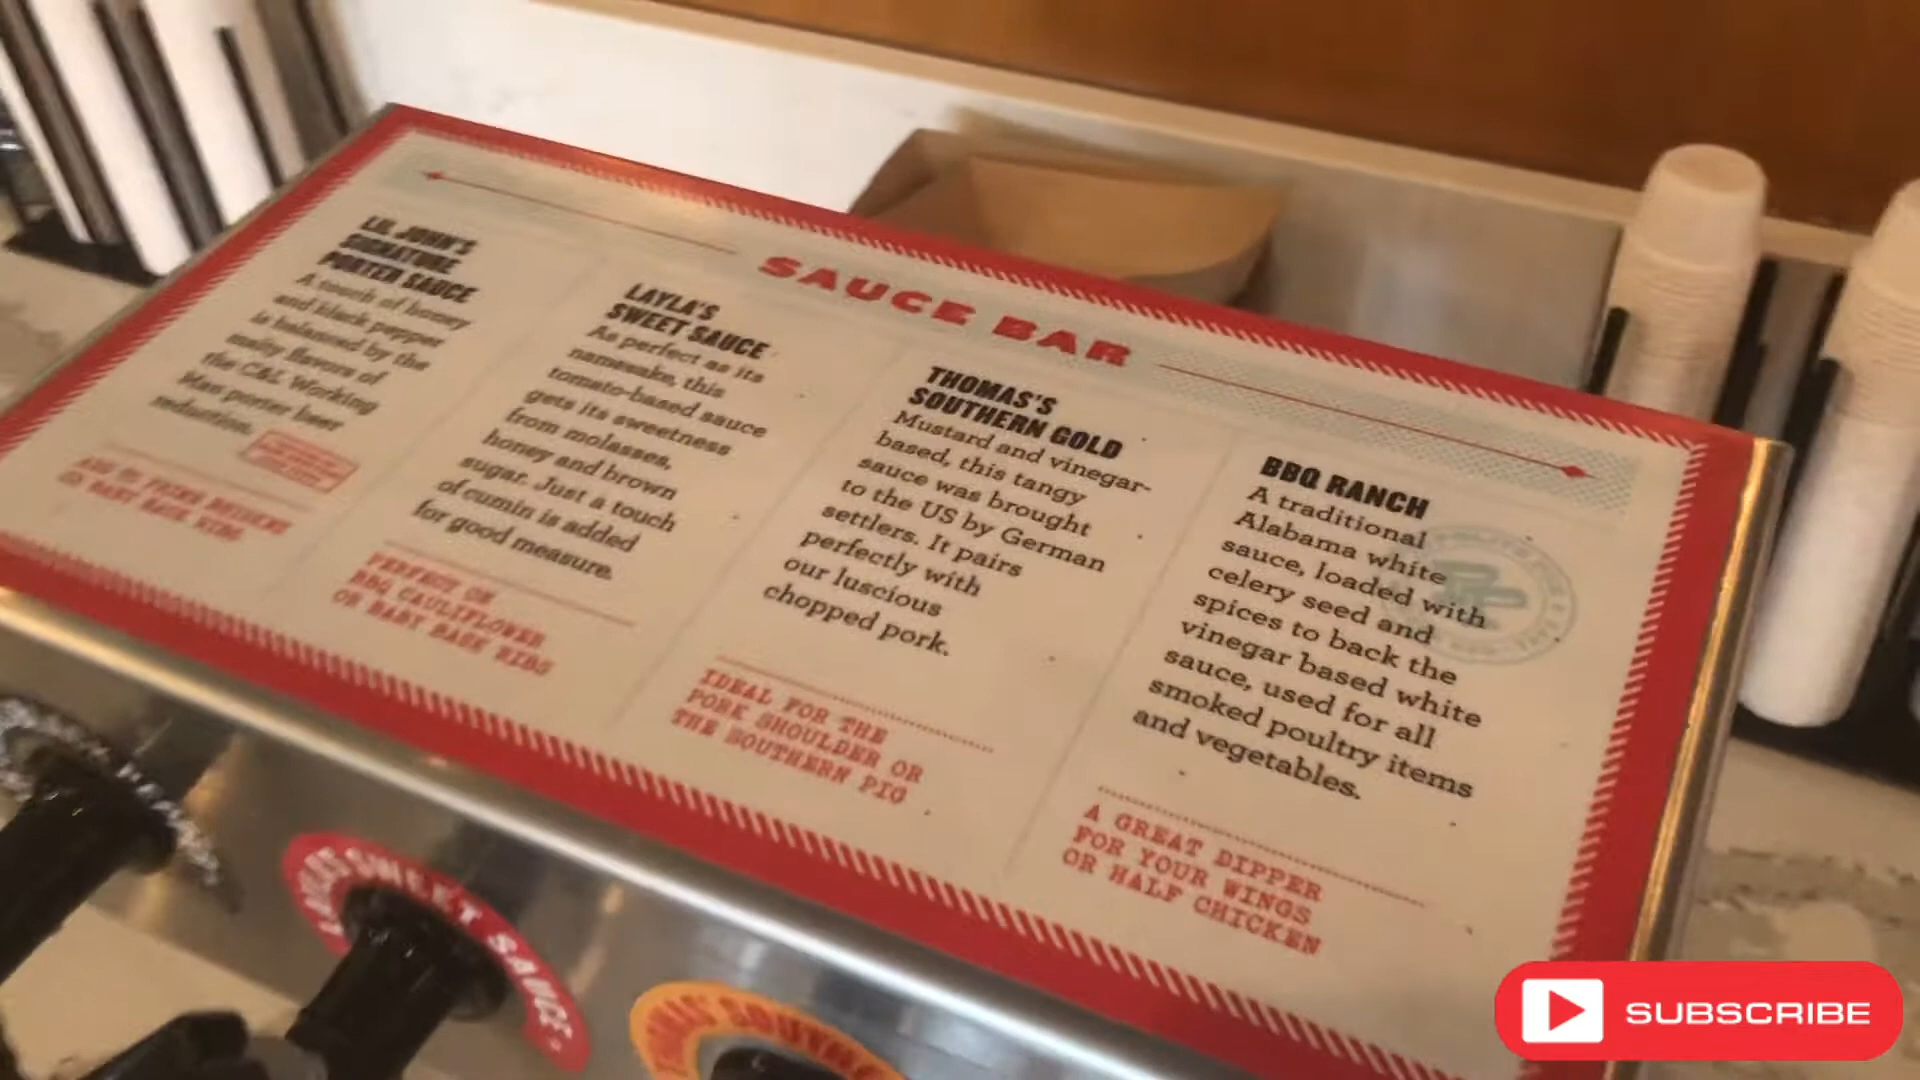 SAUCE BAR
LIL JOHN'S
SIGNATURE
PORTER SAUCE
A touch of honey
and black pepper
is balanced by the
malty flavors of
the C&L Working
Man porter beer
reduction.
LAYLA'S
SWEET SAUCE
As perfect as its
namesake, this
tomato-based sauce
gets its sweetness
from molasses,
honey and brown
sugar. Just a touch
of cumin is added
for good measure.
PERFECT ON
BBQ CAULIFLOWER
OR BABY BACK RIBS
THOMAS'S
SOUTHERN GOLD
Mustard and vinegar-
based, this tangy
sauce was brought
to the US by German
settlers. It pairs
perfectly with
our luscious
chopped pork.
IDEAL FOR THE
PORK SHOULDER OR
THE SOUTHERN PIG
BBQ RANCH
A traditional
Alabama white
sauce, loaded with
celery seed and
spices to back the
vinegar based white
sauce, used for all
smoked poultry items
and vegetables.
A GREAT DIPPER
FOR YOUR WINGS
OR HALF CHICKEN
LAYLA'S SWEET SAUCE
SUBSCRIBE